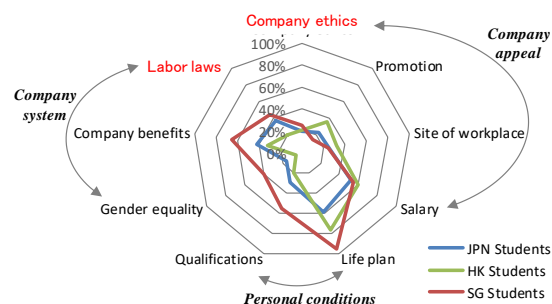 Company ethics
100%
80%
60%
40%
20%
0%
Promotion
Site of workplace
Salary
Life plan
Qualifications
Gender equality
Company benefits
Labor laws
Company
appeal
Company
system
Personal conditions
JPN Students
HK Students
SG Students